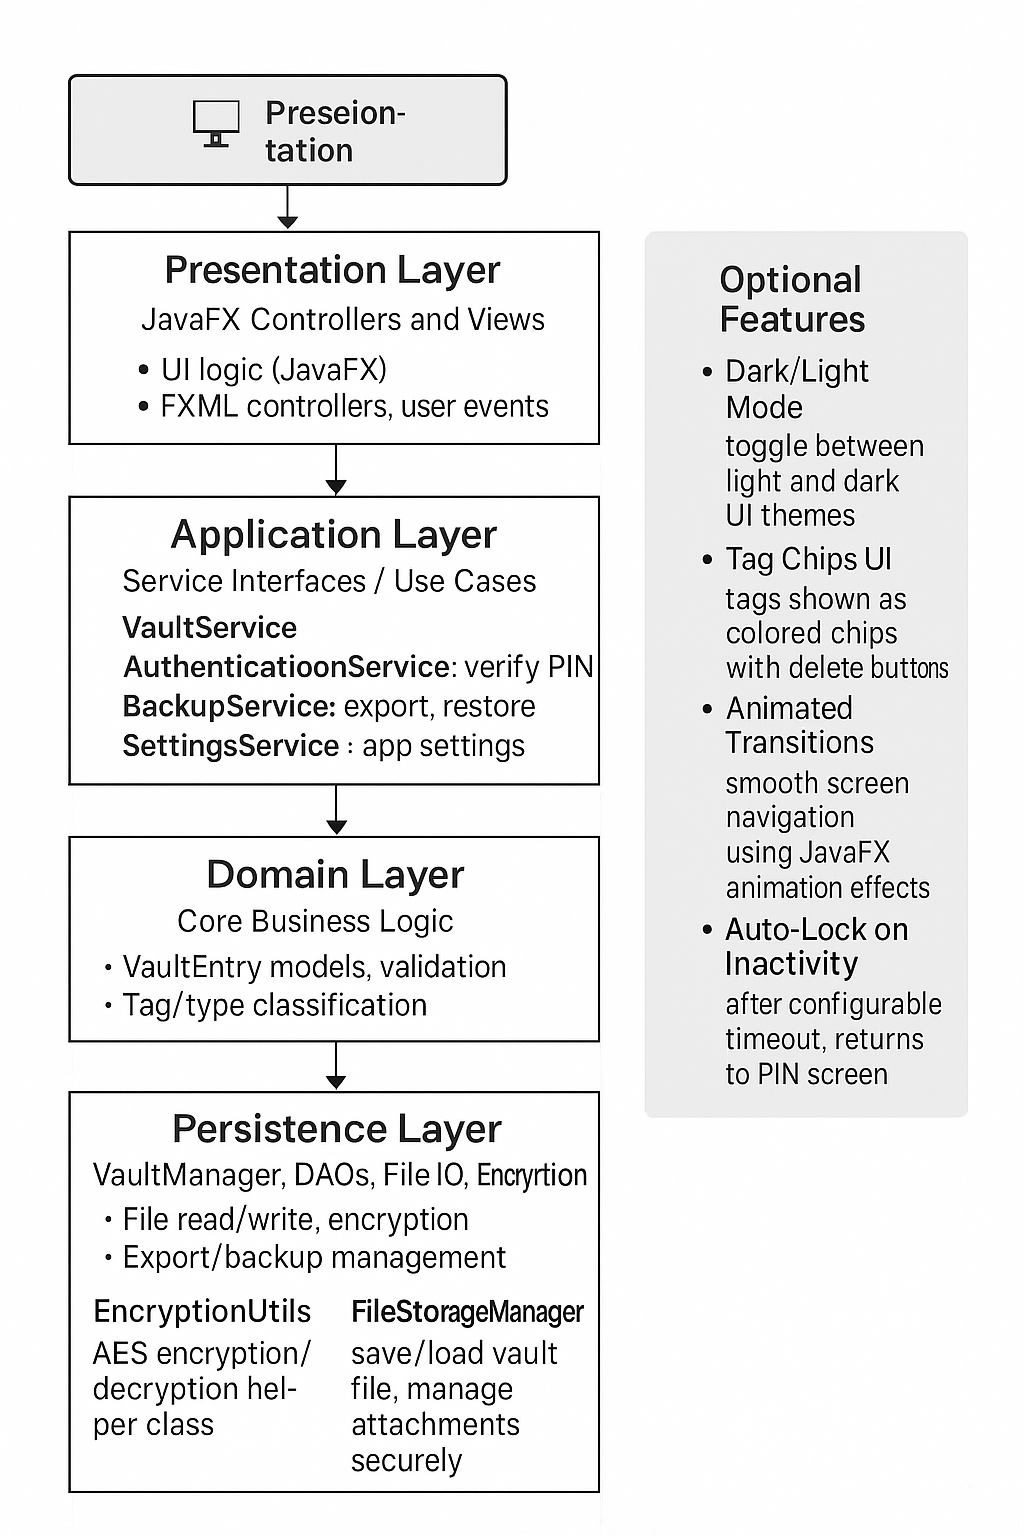 Preseion-
tation
Presentation Layer
JavaFX Controllers and Views
• UI logic (JavaFX)
• FXML controllers, user events
Application Layer
Service Interfaces / Use Cases
VaultService
AuthenticatioonService: verify PIN
BackupService: export, restore
SettingsService : app settings
Domain Layer
Core Business Logic
• VaultEntry models, validation
• Tag/type classification
Persistence Layer
VaultManager, DAOs, File IO, Encryrtion
• File read/write, encryption
• Export/backup management
EncryptionUtils
AES encryption/
decryption hel-
per class
FileStorageManager
save/load vault
file, manage
attachments
securely
Optional
Features
• Dark/Light
Mode
toggle between
light and dark
UI themes
• Tag Chips UI
tags shown as
colored chips
with delete buttons
• Animated
Transitions
smooth screen
navigation
using JavaFX
animation effects
• Auto-Lock on
Inactivity
after configurable
timeout, returns
to PIN screen